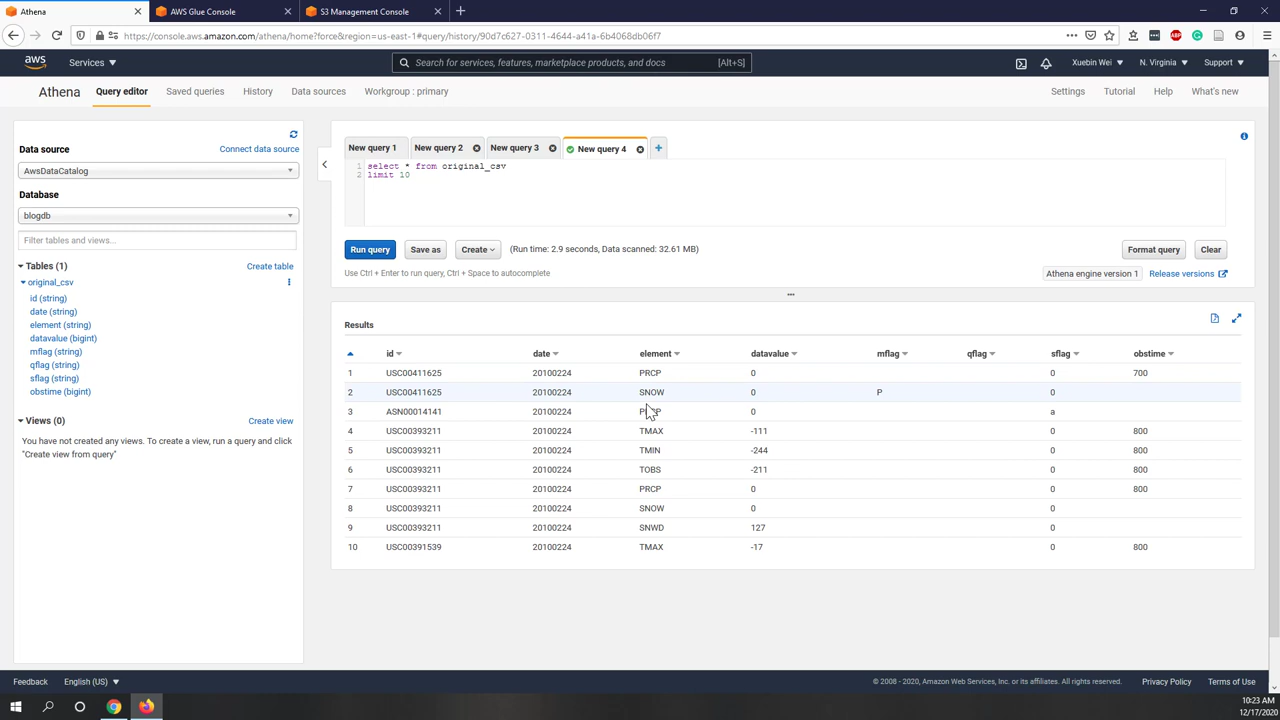 Athena
AWS Glue Console
S3 Management Console
https://console.aws.amazon.com/athena/home?force&region=us-east-1#query/history/90d7c627-0311-4644-a41a-6b4068db06f7
aws
Services
Search for services, features, marketplace products, and docs
[Alt+S]
Xuebin Wei
N. Virginia
Support
Athena
Query editor
Saved queries
History
Data sources
Workgroup : primary
Settings
Tutorial
Help
What's new
Data source
Connect data source
AwsDataCatalog
Database
blogdb
Filter tables and views...
Tables (1)
Create table
original_csv
id (string)
date (string)
element (string)
datavalue (bigint)
mflag (string)
qflag (string)
sflag (string)
obstime (bigint)
Views (0)
Create view
You have not created any views. To create a view, run a query and click
"Create view from query"
New query 1
New query 2
New query 3
New query 4
1 select * from original_csv
2 limit 10
Run query
Save as
Create
(Run time: 2.9 seconds, Data scanned: 32.61 MB)
Format query
Clear
Use Ctrl + Enter to run query, Ctrl + Space to autocomplete
Athena engine version 1
Release versions
Results
id date element datavalue mflag qflag sflag obstime
1 USC00411625 20100224 PRCP 0 0 700
2 USC00411625 20100224 SNOW 0 P 0
3 ASN00014141 20100224 PRCP 0 a
4 USC00393211 20100224 TMAX -111 0 800
5 USC00393211 20100224 TMIN -244 0 800
6 USC00393211 20100224 TOBS -211 0 800
7 USC00393211 20100224 PRCP 0 0 800
8 USC00393211 20100224 SNOW 0 0
9 USC00393211 20100224 SNWD 127 0
10 USC00391539 20100224 TMAX -17 0 800
Feedback
English (US)
© 2008 - 2020, Amazon Web Services, Inc. or its affiliates. All rights reserved.
Privacy Policy
Terms of Use
10:23 AM
12/17/2020